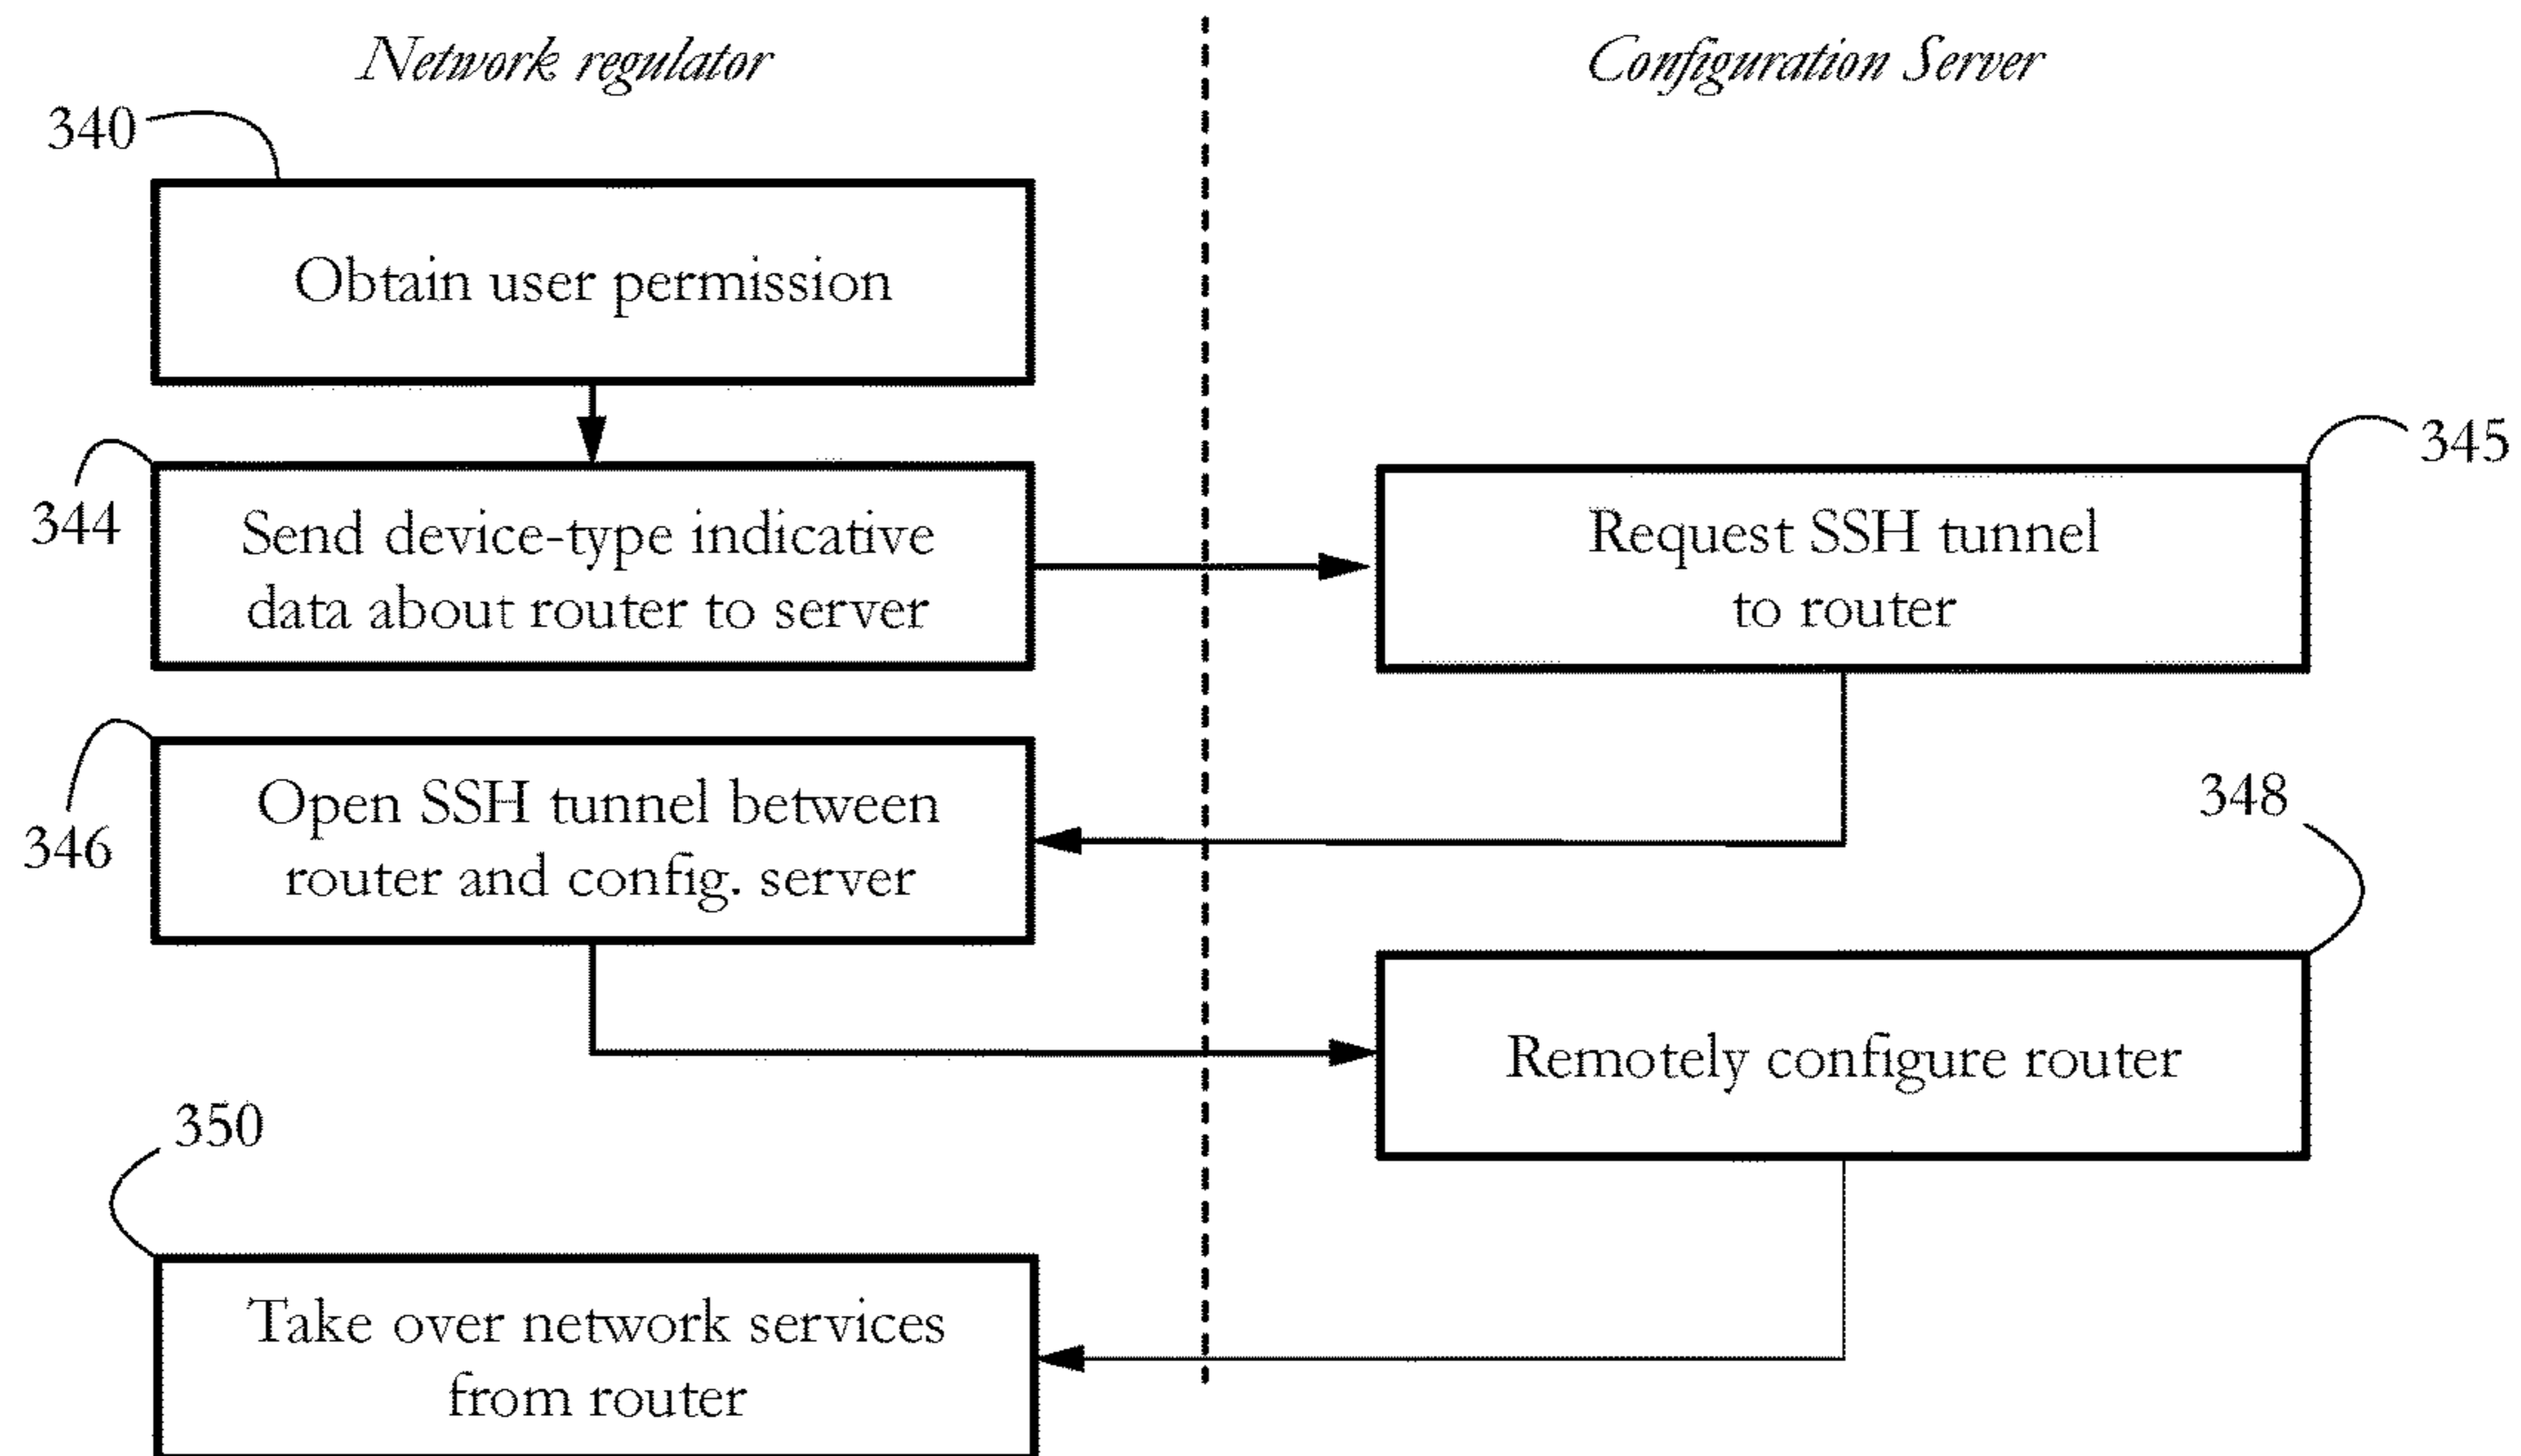 Network regulator
Configuration Server
340
Obtain user permission
344
Send device-type indicative
data about router to server
345
Request SSH tunnel
to router
346
Open SSH tunnel between
router and config. server
348
Remotely configure router
350
Take over network services
from router